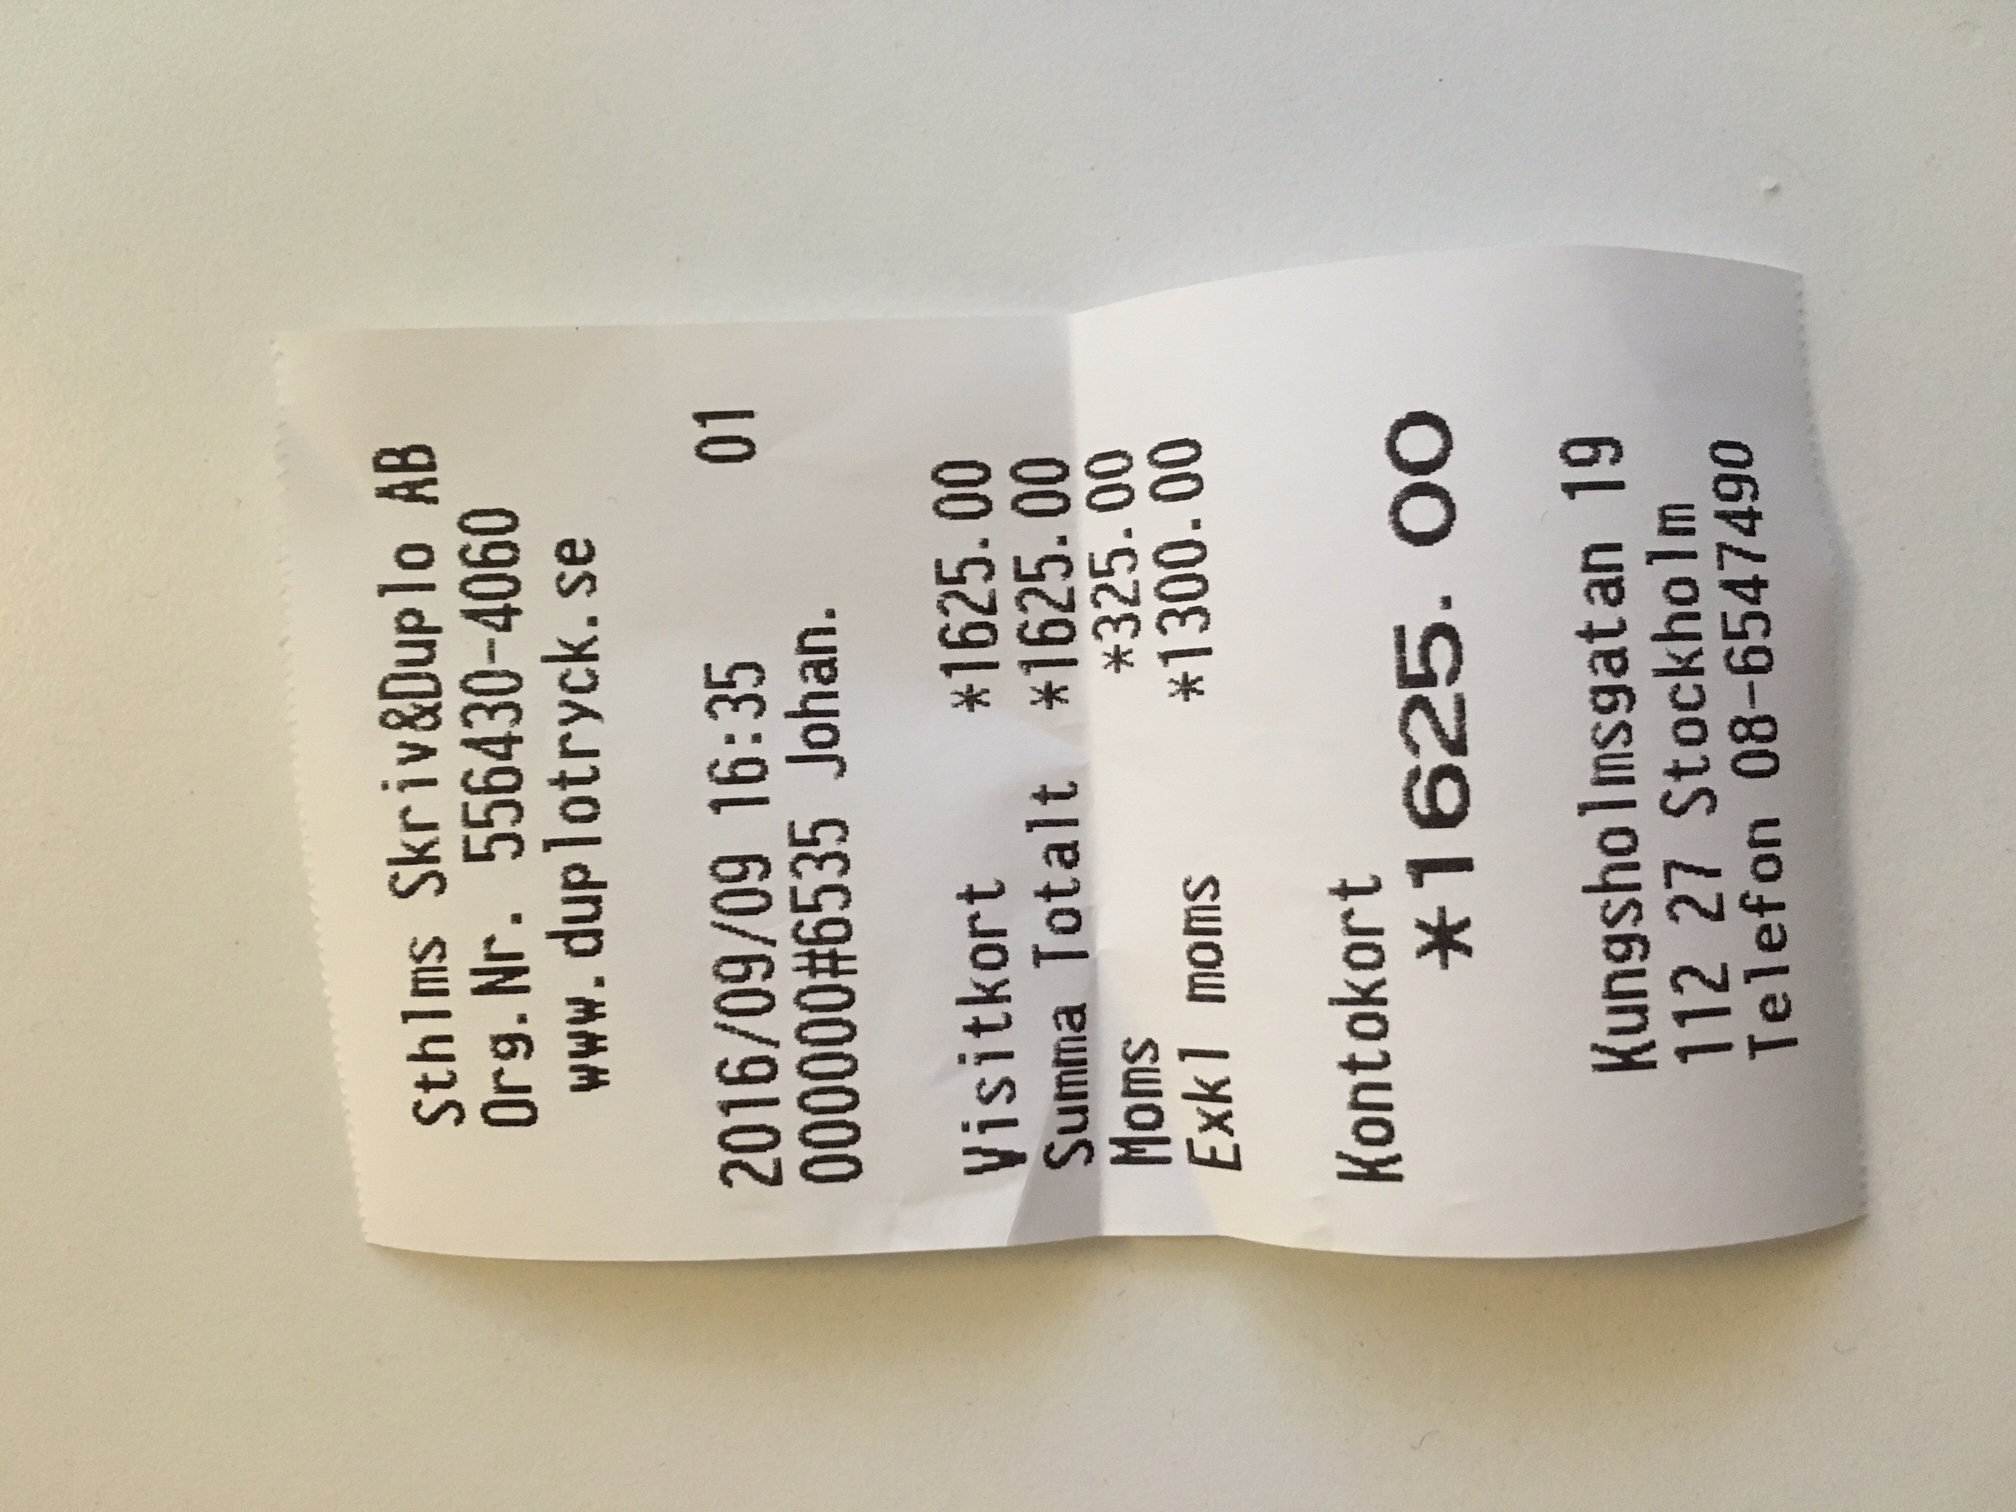 Sthlms Skriv&Duplo AB
Org.Nr. 556430-4060
www.duplotryck.se
2016/09/09 16:35 01
000000#6535 Johan.
Visitkort *1625.00
Summa Totalt *1625.00
Moms *325.00
Exkl moms *1300.00
Kontokort
*1625.00
Kungsholmsgatan 19
112 27 Stockholm
Telefon 08-6547490